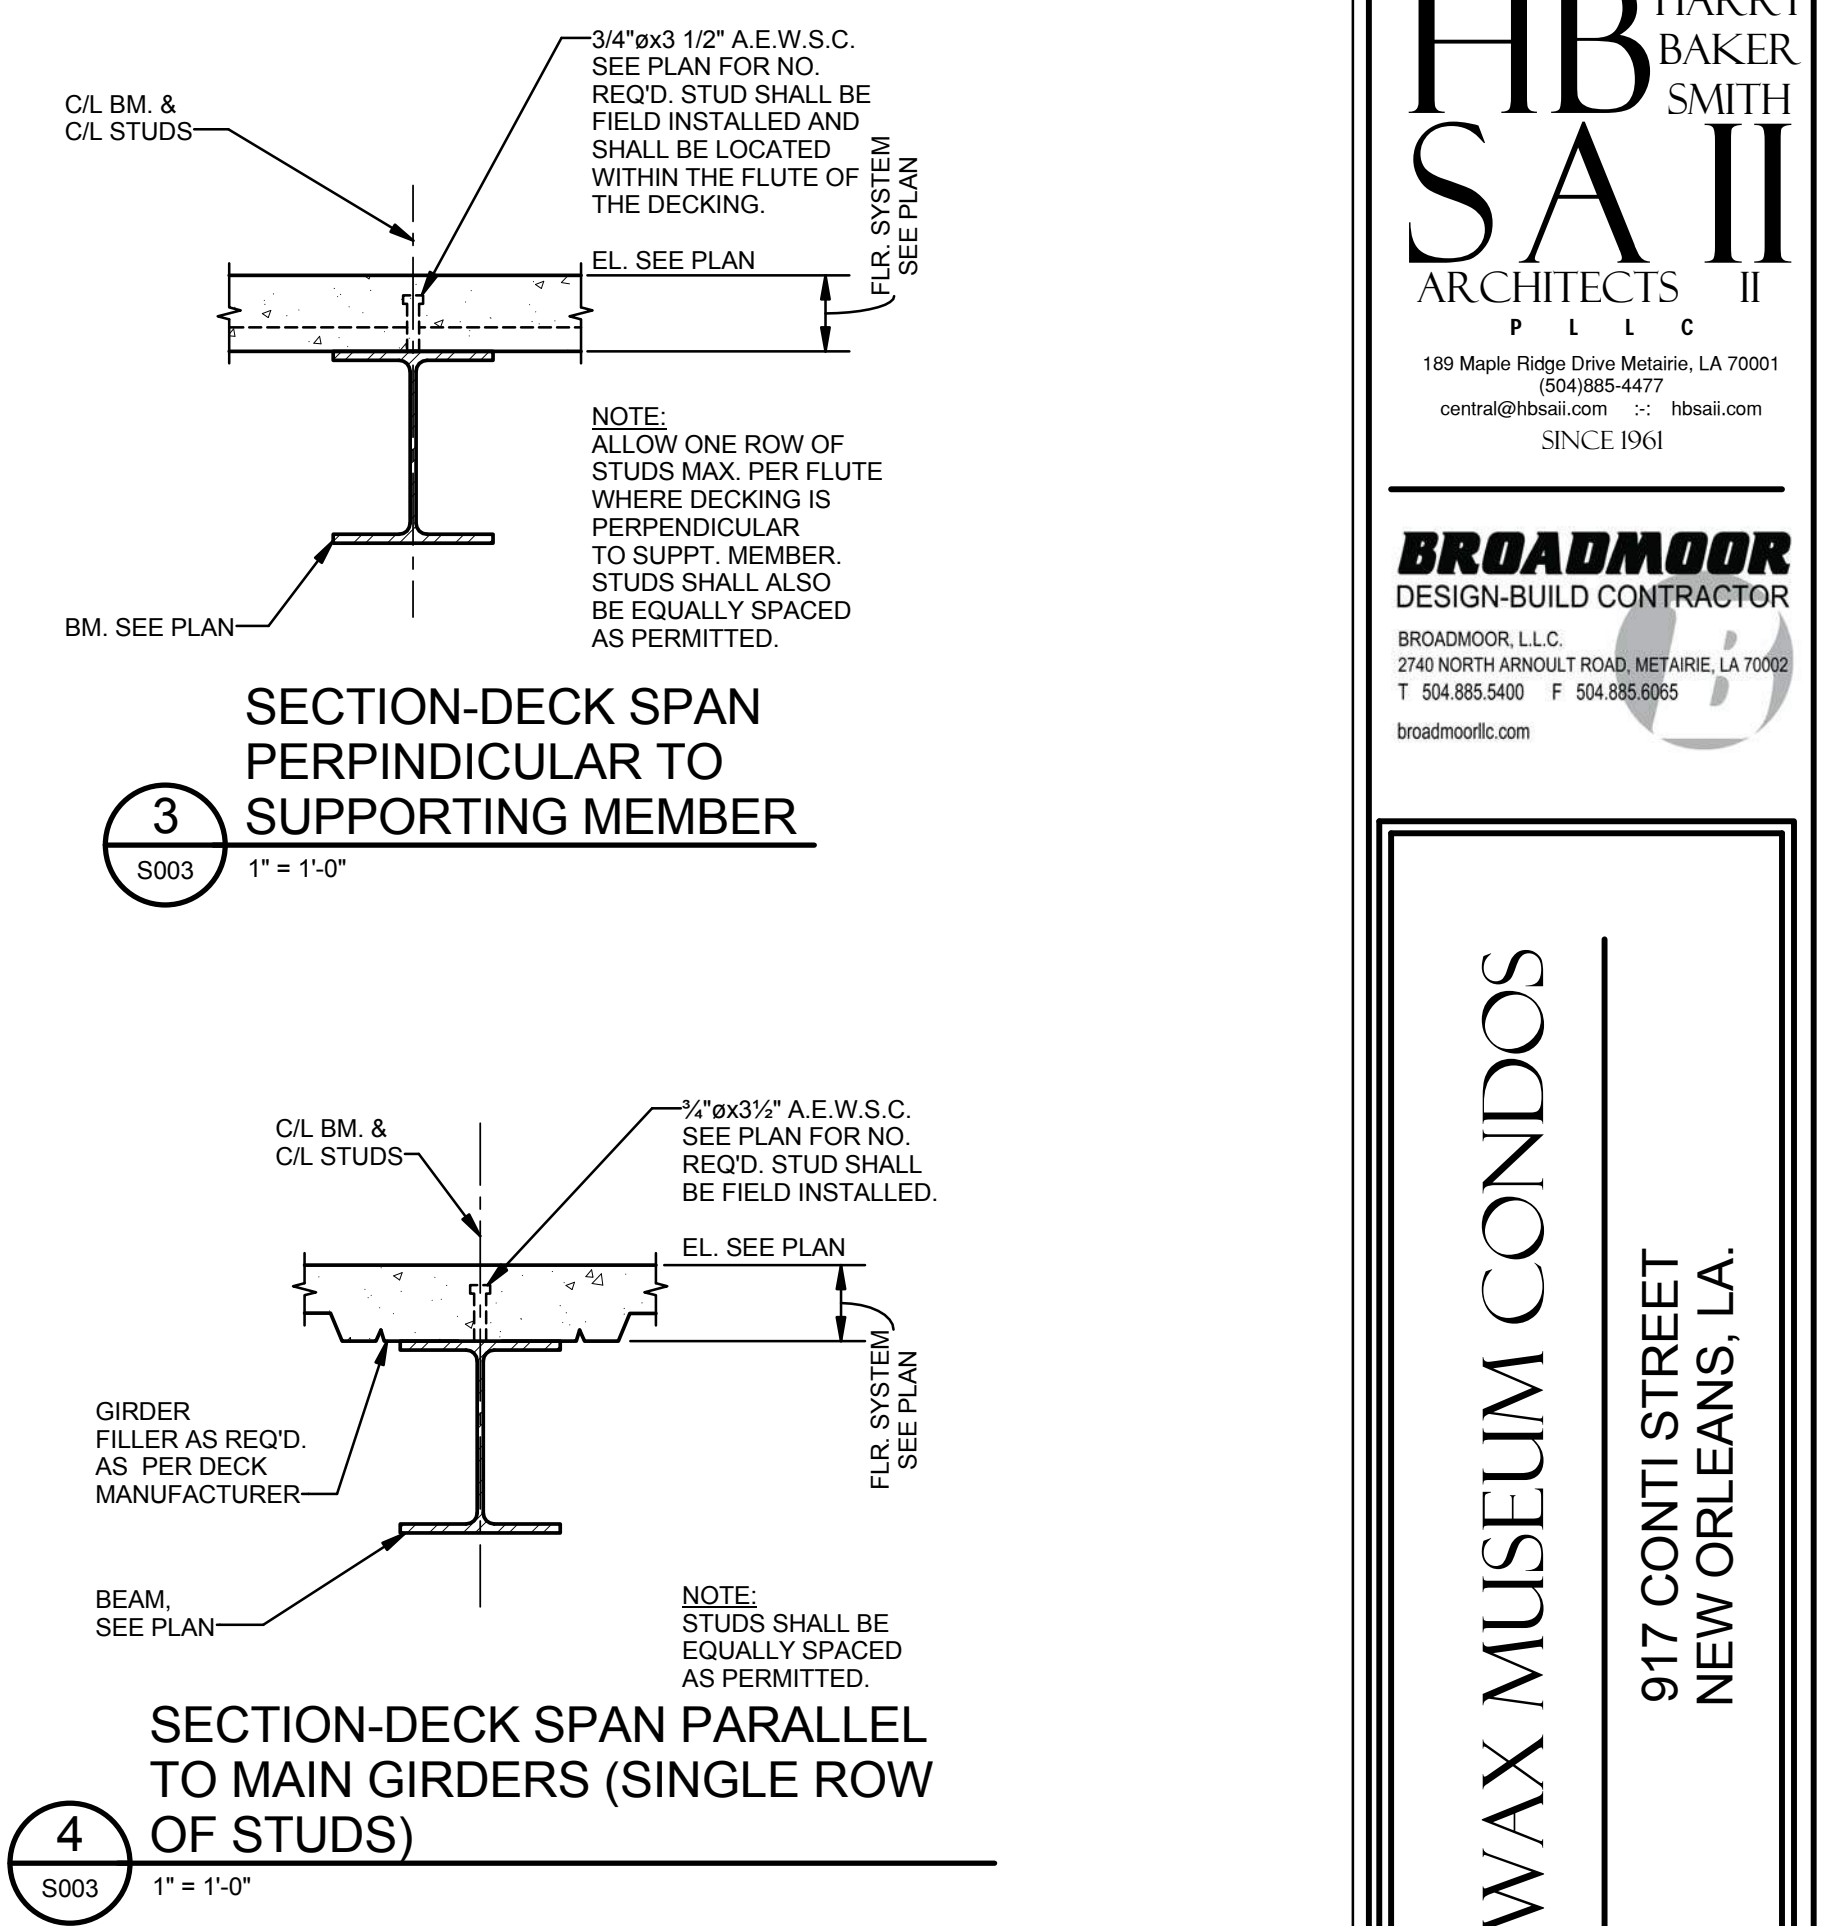 3/4"øx3 1/2" A.E.W.S.C.
SEE PLAN FOR NO.
REQ'D. STUD SHALL BE
FIELD INSTALLED AND
SHALL BE LOCATED
WITHIN THE FLUTE OF
THE DECKING.
C/L BM. &
C/L STUDS
FLR. SYSTEM
SEE PLAN
EL. SEE PLAN
NOTE:
ALLOW ONE ROW OF
STUDS MAX. PER FLUTE
WHERE DECKING IS
PERPENDICULAR
TO SUPPT. MEMBER.
STUDS SHALL ALSO
BE EQUALLY SPACED
AS PERMITTED.
BM. SEE PLAN
SECTION-DECK SPAN
PERPINDICULAR TO
SUPPORTING MEMBER
3
S003
1" = 1'-0"
C/L BM. &
C/L STUDS
¾"øx3½" A.E.W.S.C.
SEE PLAN FOR NO.
REQ'D. STUD SHALL
BE FIELD INSTALLED.
EL. SEE PLAN
FLR. SYSTEM
SEE PLAN
GIRDER
FILLER AS REQ'D.
AS PER DECK
MANUFACTURER
BEAM,
SEE PLAN
NOTE:
STUDS SHALL BE
EQUALLY SPACED
AS PERMITTED.
SECTION-DECK SPAN PARALLEL
TO MAIN GIRDERS (SINGLE ROW
OF STUDS)
4
S003
1" = 1'-0"
HB
HARRY
BAKER
SMITH
SA II
ARCHITECTS II
P L L C
189 Maple Ridge Drive Metairie, LA 70001
(504)885-4477
central@hbsaii.com :-: hbsaii.com
SINCE 1961
BROADMOOR
DESIGN-BUILD CONTRACTOR
B
BROADMOOR, L.L.C.
2740 NORTH ARNOULT ROAD, METAIRIE, LA 70002
T 504.885.5400 F 504.885.6065
broadmoorllc.com
WAX MUSEUM CONDOS
917 CONTI STREET
NEW ORLEANS, LA.